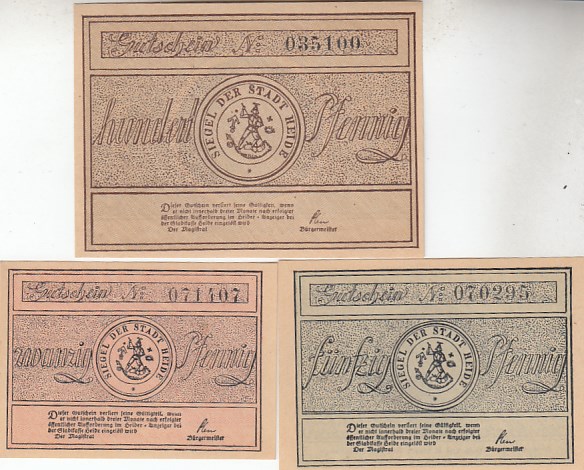 Gutschein No 035100
hundert Pfennig
SIEGEL DER STADT HEIDE
Dieser Gutschein verliert seine Gültigkeit, wenn
er nicht innerhalb dreier Monate nach erfolgter
öffentlicher Aufforderung im Heider - Anzeiger bei
der Stadtkasse Heide eingelöst wird
Der Magistrat Bürgermeister
Gutschein No 071407
zwanzig Pfennig
SIEGEL DER STADT HEIDE
Dieser Gutschein verliert seine Gültigkeit, wenn
er nicht innerhalb dreier Monate nach erfolgter
öffentlicher Aufforderung im Heider - Anzeiger bei
der Stadtkasse Heide eingelöst wird
Der Magistrat Bürgermeister
Gutschein No 070295
fünfzig Pfennig
SIEGEL DER STADT HEIDE
Dieser Gutschein verliert seine Gültigkeit, wenn
er nicht innerhalb dreier Monate nach erfolgter
öffentlicher Aufforderung im Heider - Anzeiger bei
der Stadtkasse Heide eingelöst wird
Der Magistrat Bürgermeister